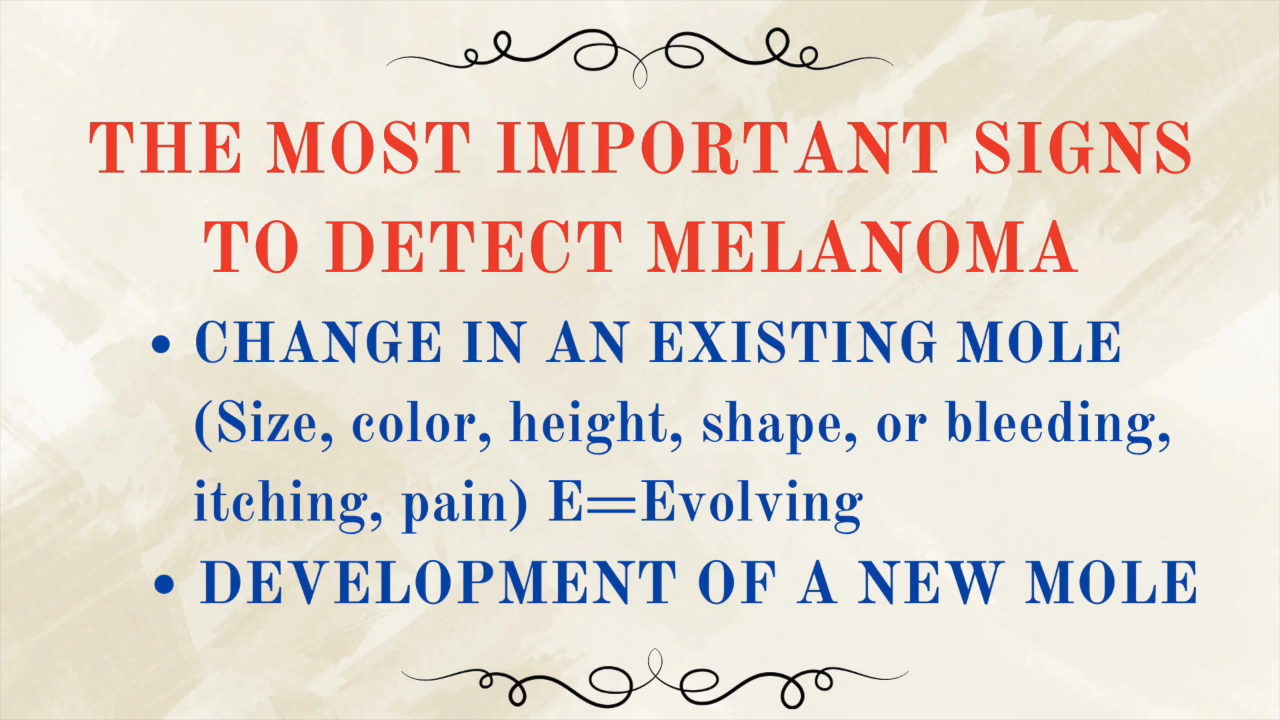 THE MOST IMPORTANT SIGNS
TO DETECT MELANOMA
• CHANGE IN AN EXISTING MOLE
(Size, color, height, shape, or bleeding,
itching, pain) E=Evolving
• DEVELOPMENT OF A NEW MOLE